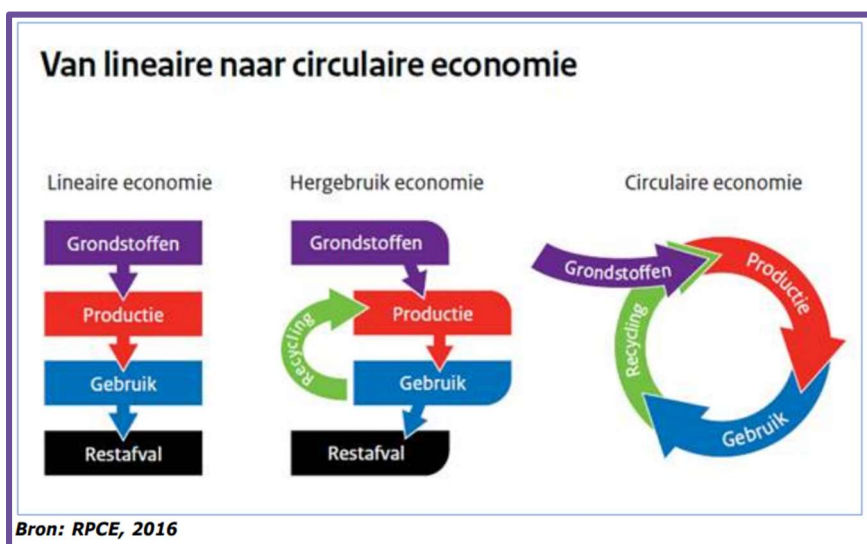 Van lineaire naar circulaire economie
Lineaire economie
Grondstoffen
Productie
Gebruik
Restafval
Hergebruik economie
Grondstoffen
Productie
Recycling
Gebruik
Restafval
Circulaire economie
Grondstoffen
Productie
Recycling
Gebruik
Bron: RPCE, 2016